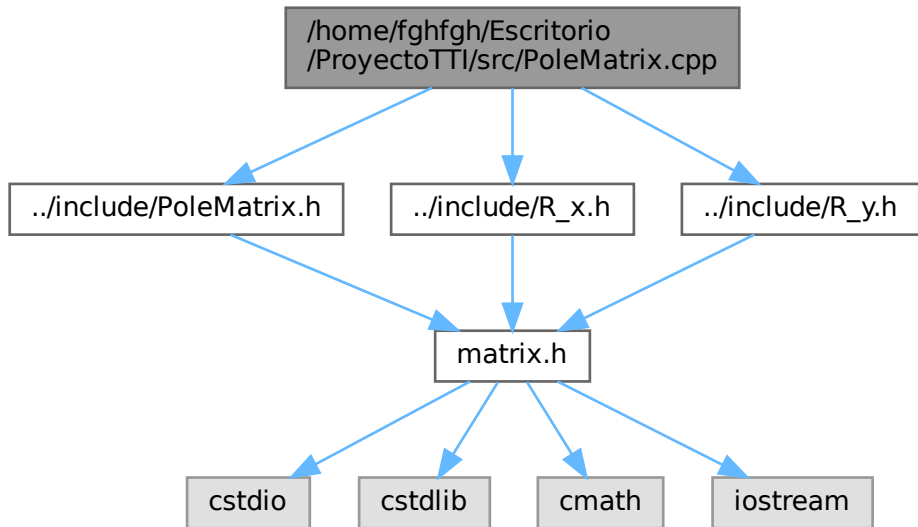 /home/fghfgh/Escritorio
/ProyectoTTI/src/PoleMatrix.cpp
../include/PoleMatrix.h
../include/R_x.h
../include/R_y.h
matrix.h
cstdio
cstdlib
cmath
iostream